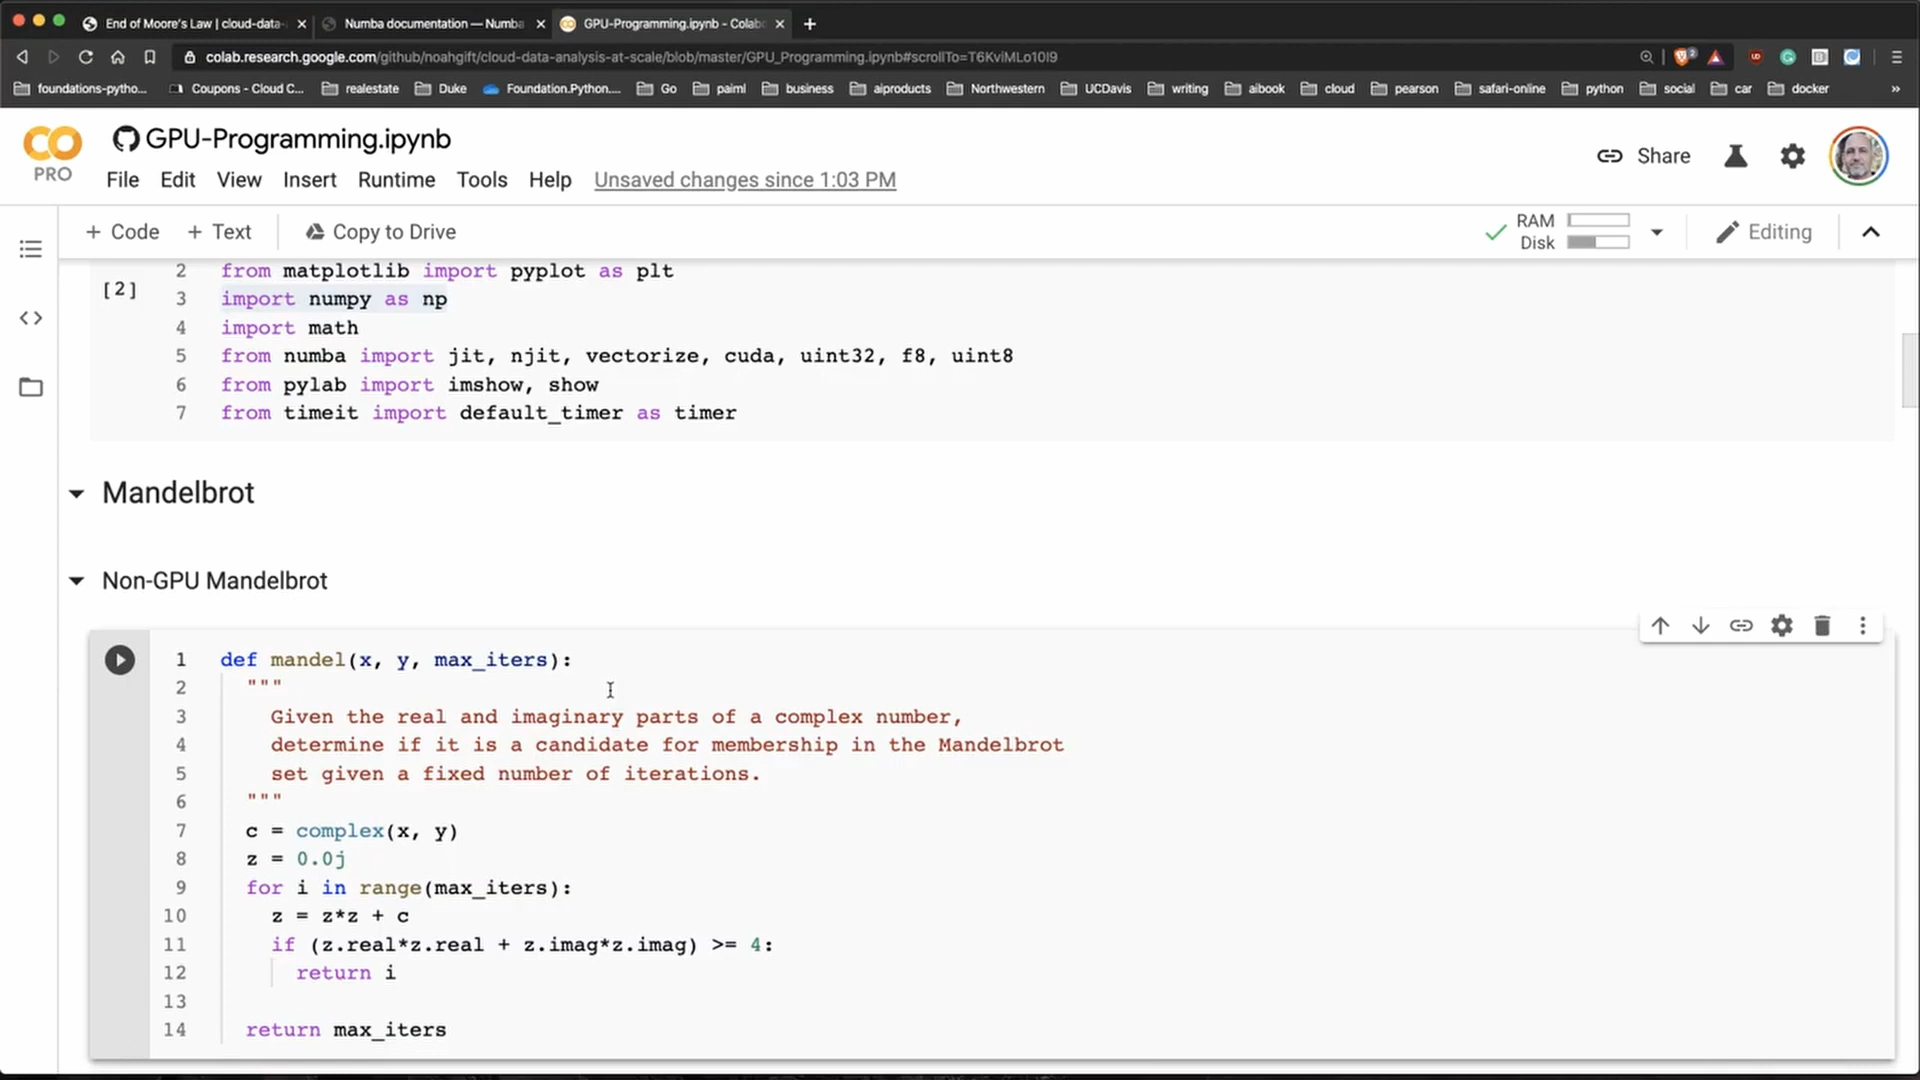 End of Moore's Law | cloud-data-
Numba documentation — Numba
GPU-Programming.ipynb - Colab
colab.research.google.com/github/noahgift/cloud-data-analysis-at-scale/blob/master/GPU_Programming.ipynb#scrollTo=T6KviMLo10I9
foundations-pytho...
Coupons - Cloud C...
realestate
Duke
Foundation.Python....
Go
paiml
business
aiproducts
Northwestern
UCDavis
writing
aibook
cloud
pearson
safari-online
python
social
car
docker
»
CO
PRO
GPU-Programming.ipynb
File Edit View Insert Runtime Tools Help Unsaved changes since 1:03 PM
Share
+ Code + Text Copy to Drive
RAM
Disk
Editing
[2]
2 from matplotlib import pyplot as plt
3 import numpy as np
4 import math
5 from numba import jit, njit, vectorize, cuda, uint32, f8, uint8
6 from pylab import imshow, show
7 from timeit import default_timer as timer
Mandelbrot
Non-GPU Mandelbrot
1 def mandel(x, y, max_iters):
2 """
3 Given the real and imaginary parts of a complex number,
4 determine if it is a candidate for membership in the Mandelbrot
5 set given a fixed number of iterations.
6 """
7 c = complex(x, y)
8 z = 0.0j
9 for i in range(max_iters):
10 z = z*z + c
11 if (z.real*z.real + z.imag*z.imag) >= 4:
12 return i
13
14 return max_iters